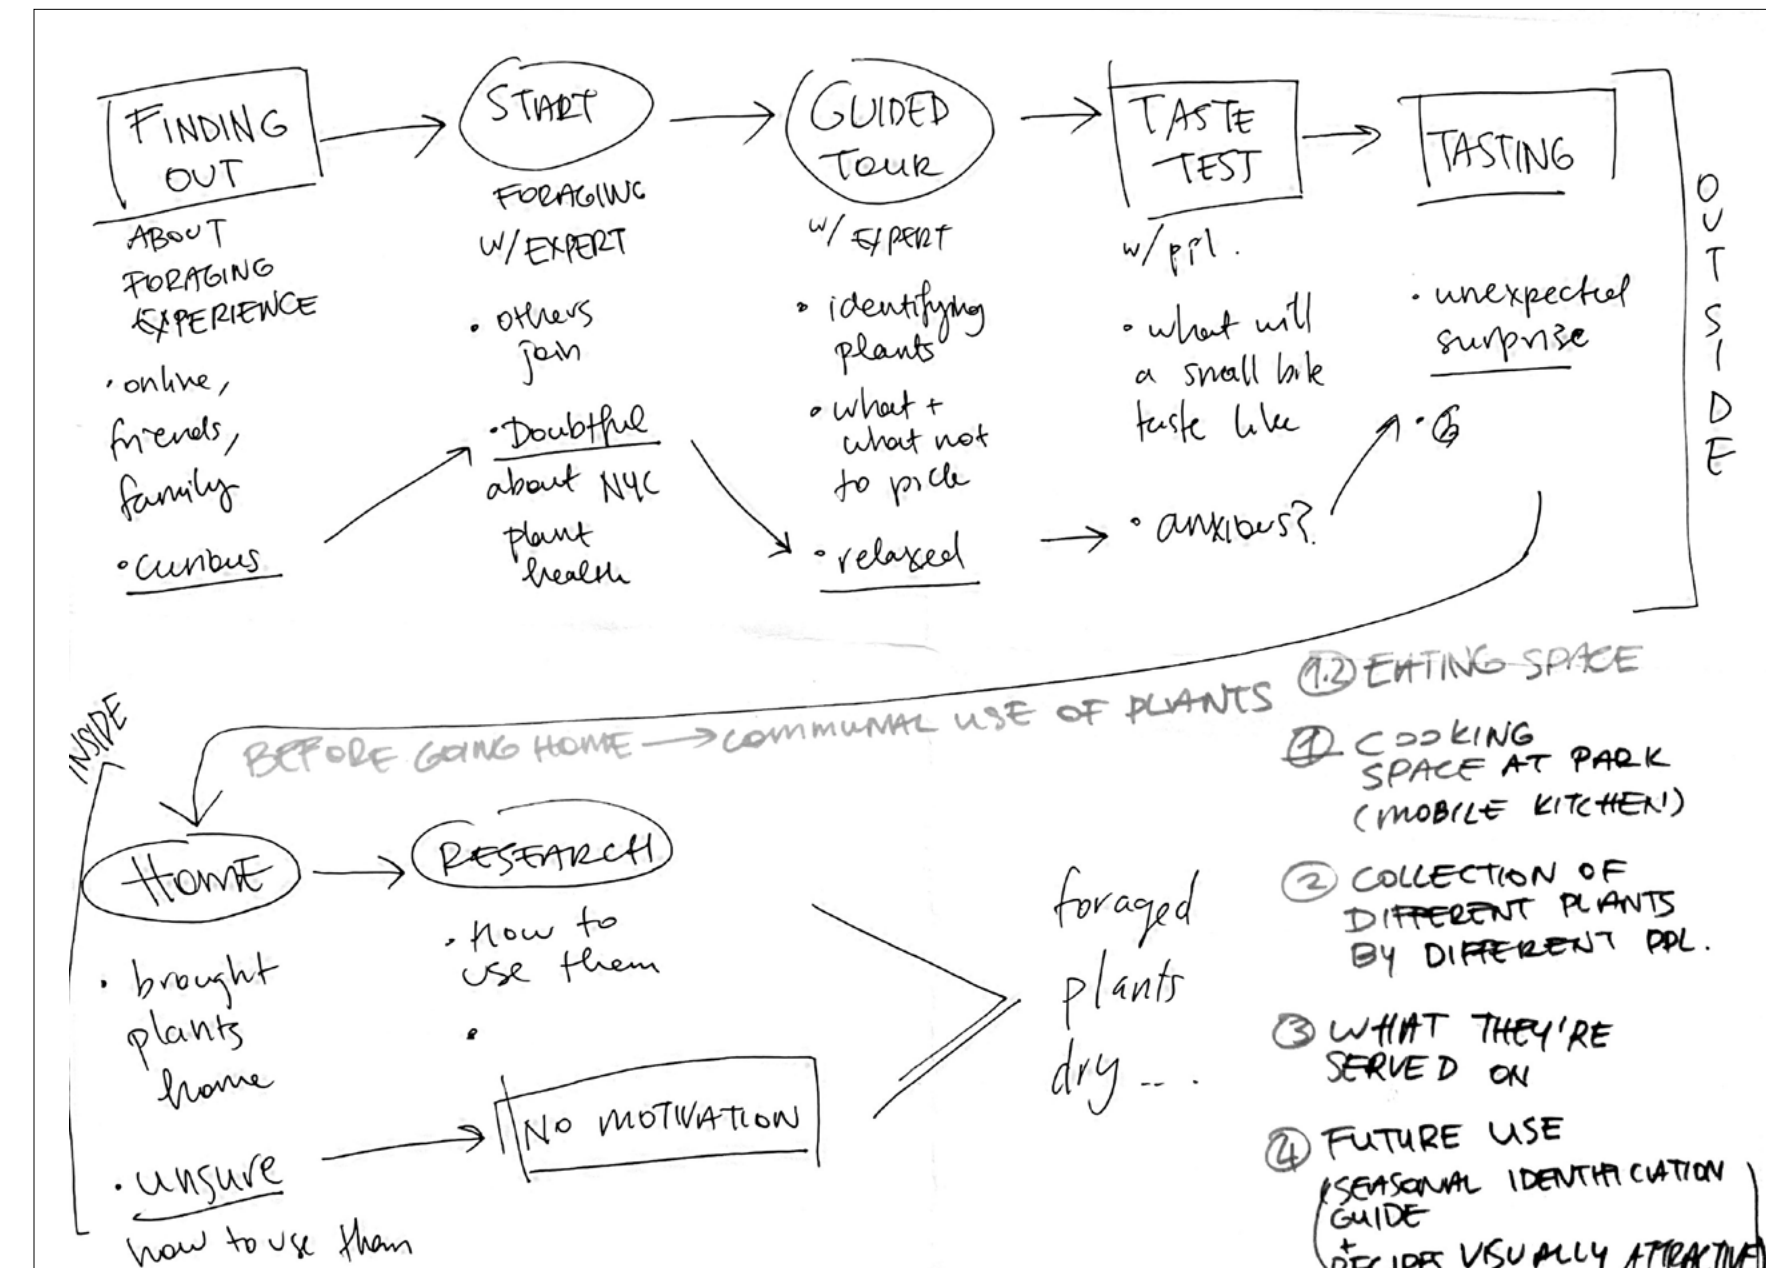 FINDING
OUT
ABOUT
FORAGING
EXPERIENCE
• online,
friends,
family
• curious
START
FORAGING
W/ EXPERT
• others
join
• Doubtful
about NYC
plant
health
GUIDED
TOUR
W/ EXPERT
• identifying
plants
• what +
what not
to pick
• relaxed
TASTE
TEST
w/ ppl.
• what will
a small bite
taste like
• anxious?
TASTING
• unexpected
surprise
OUTSIDE
INSIDE
BEFORE GOING HOME → COMMUNAL USE OF PLANTS
HOME
• brought
plants
home
• unsure
how to use them
RESEARCH
• How to
use them
NO MOTIVATION
foraged
plants
dry ...
1.2 EATING SPACE
1 COOKING
SPACE AT PARK
(MOBILE KITCHEN)
2 COLLECTION OF
DIFFERENT PLANTS
BY DIFFERENT PPL.
3 WHAT THEY'RE
SERVED ON
4 FUTURE USE
(SEASONAL IDENTIFICIATION
GUIDE
+
RECIPES VISUALLY ATTRACTIVE)